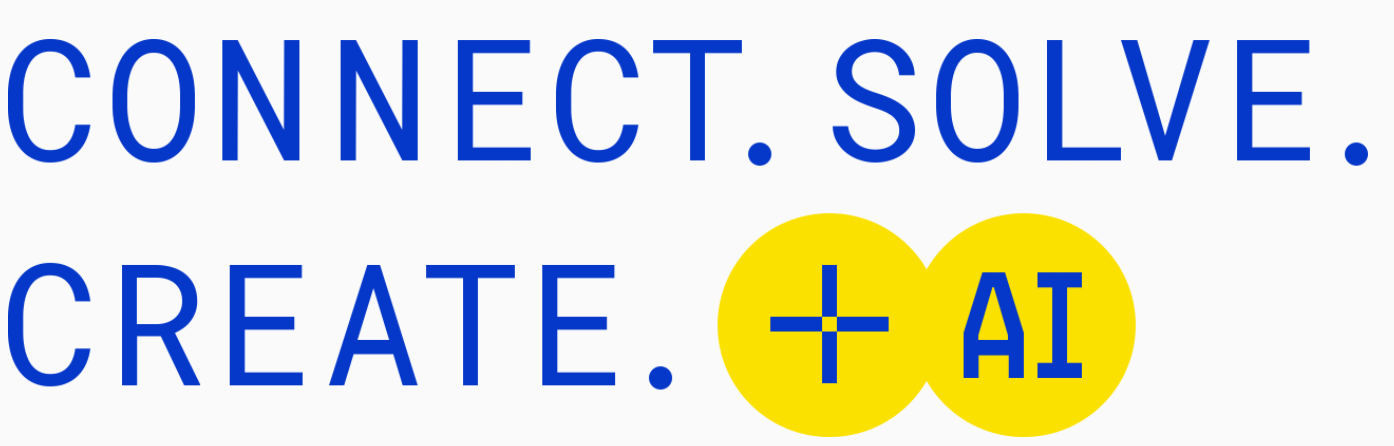 CONNECT. SOLVE.
CREATE. + AI